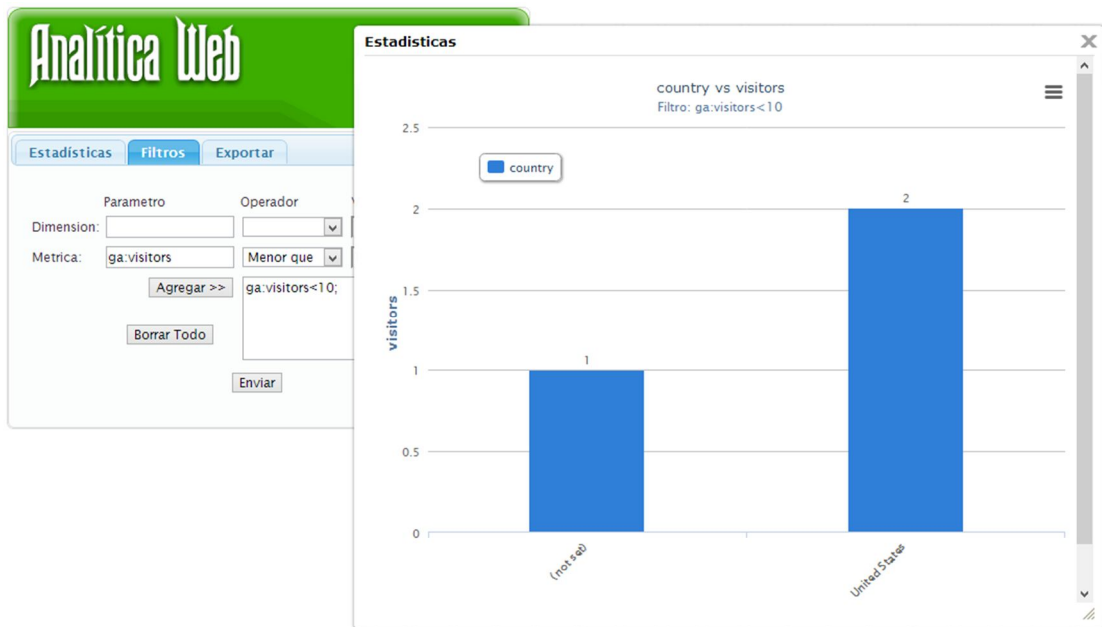 Analítica Web
Estadísticas Filtros Exportar
Parametro Operador
Dimension:
Metrica: ga:visitors Menor que
Agregar >> ga:visitors<10;
Borrar Todo
Enviar
Estadisticas
country vs visitors
Filtro: ga:visitors<10
country
visitors
2.5
2
1.5
1
0.5
0
1
2
(not set)
United States